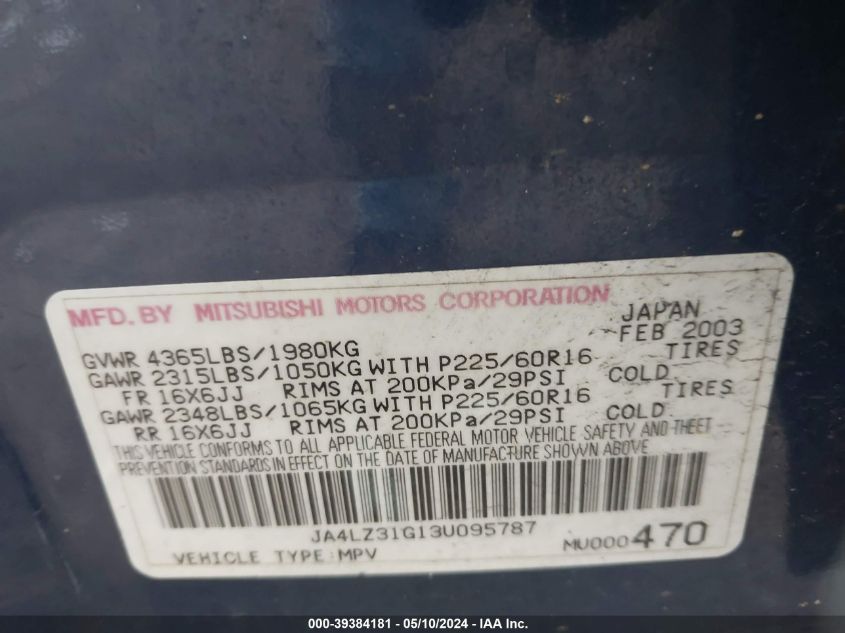 MFD. BY MITSUBISHI MOTORS CORPORATION JAPAN
GVWR 4365LBS/1980KG FEB 2003
GAWR 2315LBS/1050KG WITH P225/60R16 TIRES
FR 16X6JJ RIMS AT 200KPa/29PSI COLD
GAWR 2348LBS/1065KG WITH P225/60R16 TIRES
RR 16X6JJ RIMS AT 200KPa/29PSI COLD
THIS VEHICLE CONFORMS TO ALL APPLICABLE FEDERAL MOTOR VEHICLE SAFETY AND THEFT
PREVENTION STANDARDS IN EFFECT ON THE DATE OF MANUFACTURE SHOWN ABOVE
JA4LZ31G13U095787
VEHICLE TYPE:MPV MU000470
000-39384181 - 05/10/2024 - IAA Inc.